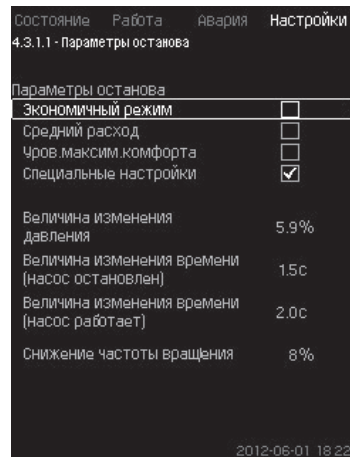 Состояние Работа Авария Настройки
4.3.1.1 - Параметры останова
Параметры останова
Экономичный режим
Средний расход
Уров.максим.комфорта
Специальные настройки
Величина изменения
давления 5.9%
Величина изменения времени
(насос остановлен) 1.5с
Величина изменения времени
(насос работает) 2.0с
Снижение частоты вращения 8%
2012-06-01 18:22